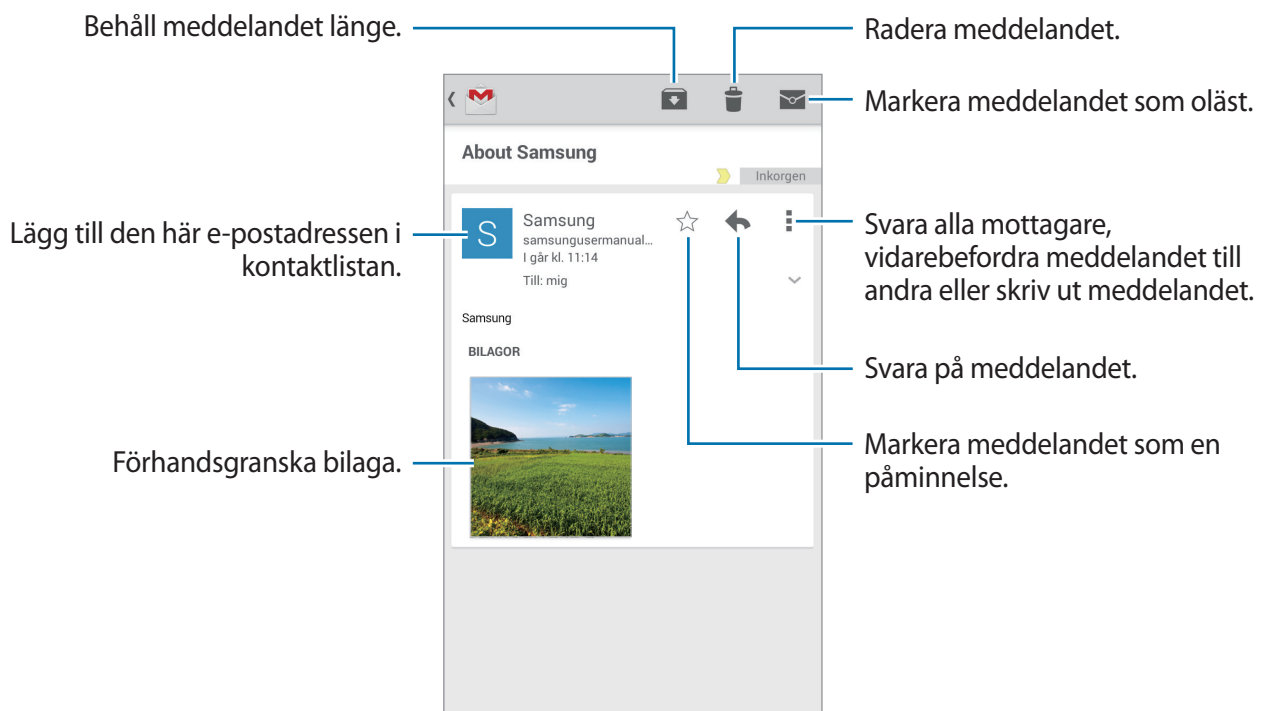 Behåll meddelandet länge.
Radera meddelandet.
Markera meddelandet som oläst.
About Samsung
Inkorgen
Lägg till den här e-postadressen i
kontaktlistan.
S
Samsung
samsungusermanual...
I går kl. 11:14
Till: mig
Svara alla mottagare,
vidarebefordra meddelandet till
andra eller skriv ut meddelandet.
Samsung
BILAGOR
Svara på meddelandet.
Förhandsgranska bilaga.
Markera meddelandet som en
påminnelse.